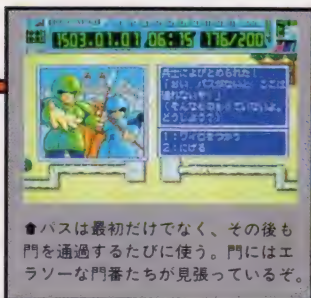 1503.01.01 06:15 176/200
兵士によびとめられた！
「おい、パスがないと ここは
通れないぞ！」
（そんなものもっていないよ。
どうしよう？）
1：ワイロをつかう
2：にげる
⬆パスは最初だけでなく、その後も
門を通過するたびに使う。門にはエ
ラソーな門番たちが見張っているぞ。